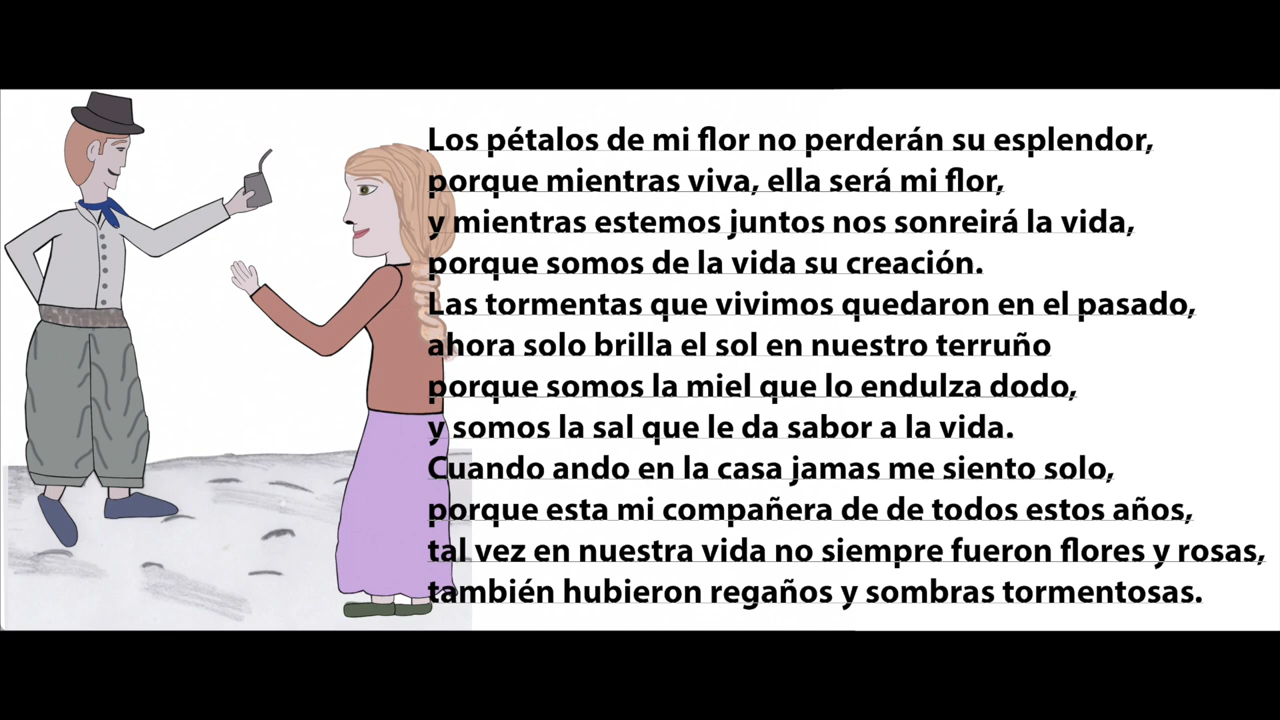 Los pétalos de mi flor no perderán su esplendor,
porque mientras viva, ella será mi flor,
y mientras estemos juntos nos sonreirá la vida,
porque somos de la vida su creación.
Las tormentas que vivimos quedaron en el pasado,
ahora solo brilla el sol en nuestro terruño
porque somos la miel que lo endulza dodo,
y somos la sal que le da sabor a la vida.
Cuando ando en la casa jamas me siento solo,
porque esta mi compañera de de todos estos años,
tal vez en nuestra vida no siempre fueron flores y rosas,
también hubieron regaños y sombras tormentosas.